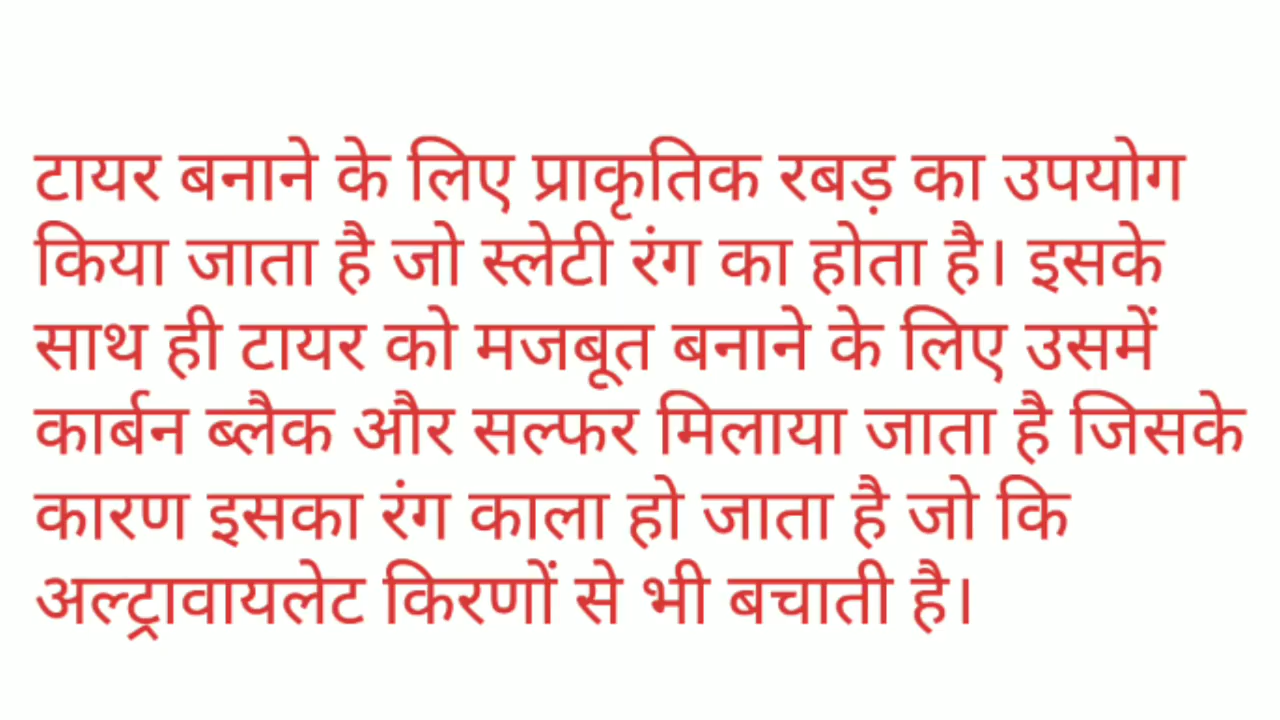 टायर बनाने के लिए प्राकृतिक रबड़ का उपयोग
किया जाता है जो स्लेटी रंग का होता है। इसके
साथ ही टायर को मजबूत बनाने के लिए उसमें
कार्बन ब्लैक और सल्फर मिलाया जाता है जिसके
कारण इसका रंग काला हो जाता है जो कि
अल्ट्रावायलेट किरणों से भी बचाती है।